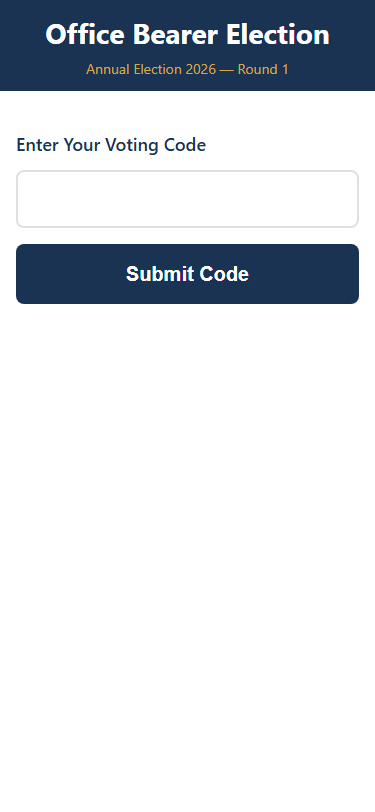 Office Bearer Election
Annual Election 2026 — Round 1
Enter Your Voting Code
Submit Code